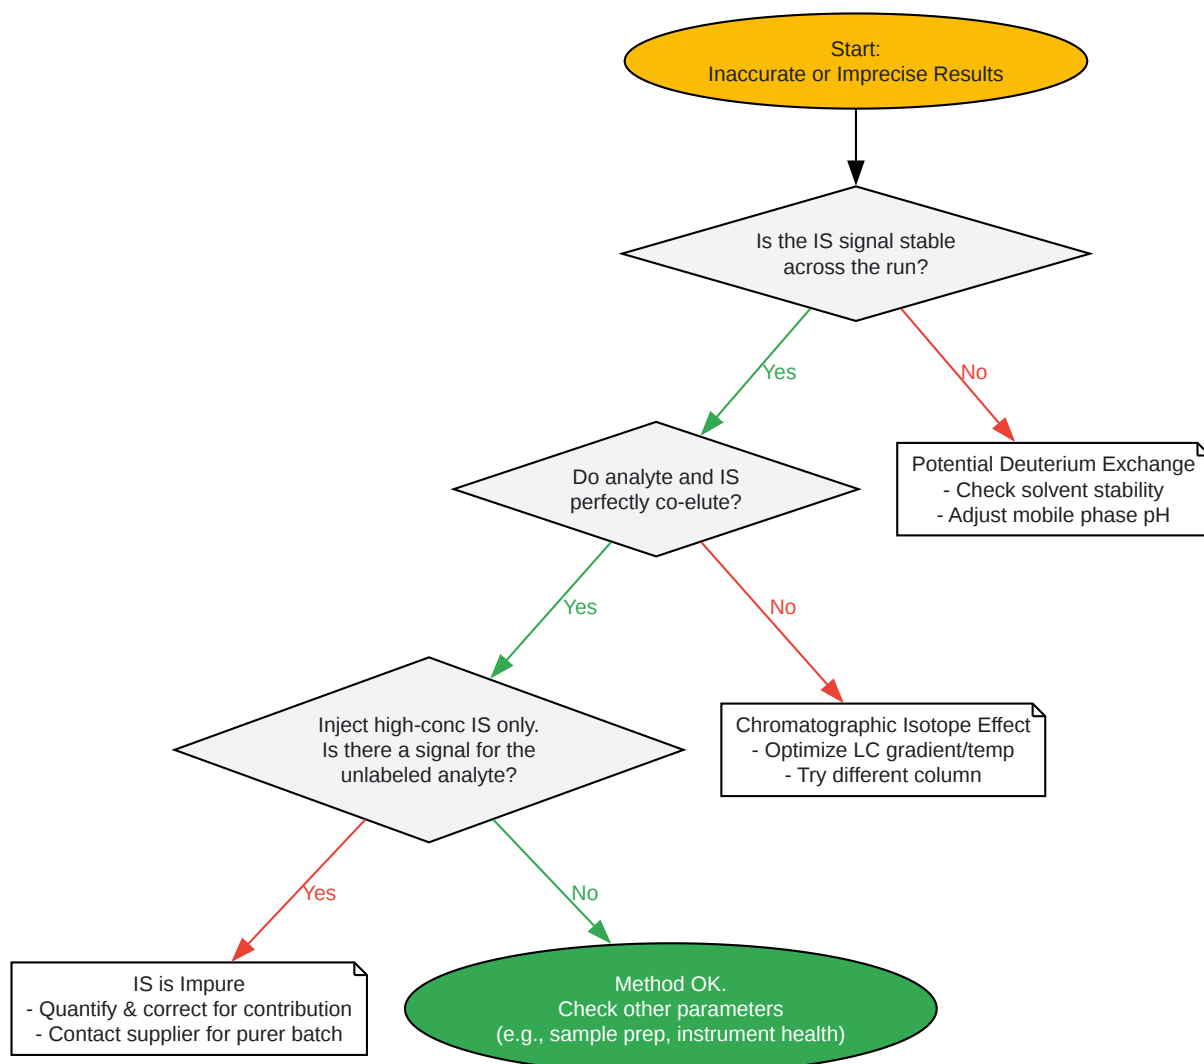 Start:
Inaccurate or Imprecise Results
Is the IS signal stable
across the run?
Yes
No
Do analyte and IS
perfectly co-elute?
Potential Deuterium Exchange
- Check solvent stability
- Adjust mobile phase pH
Yes
No
Inject high-conc IS only.
Is there a signal for the
unlabeled analyte?
Chromatographic Isotope Effect
- Optimize LC gradient/temp
- Try different column
Yes
No
IS is Impure
- Quantify & correct for contribution
- Contact supplier for purer batch
Method OK.
Check other parameters
(e.g., sample prep, instrument health)